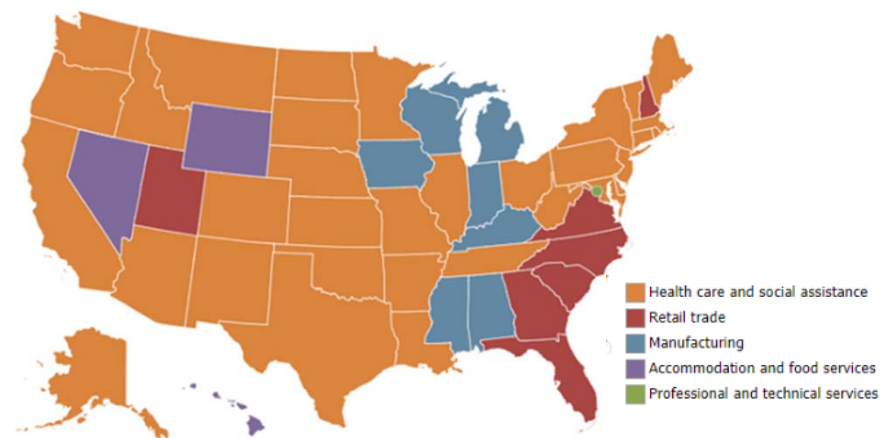 Health care and social assistance
Retail trade
Manufacturing
Accommodation and food services
Professional and technical services